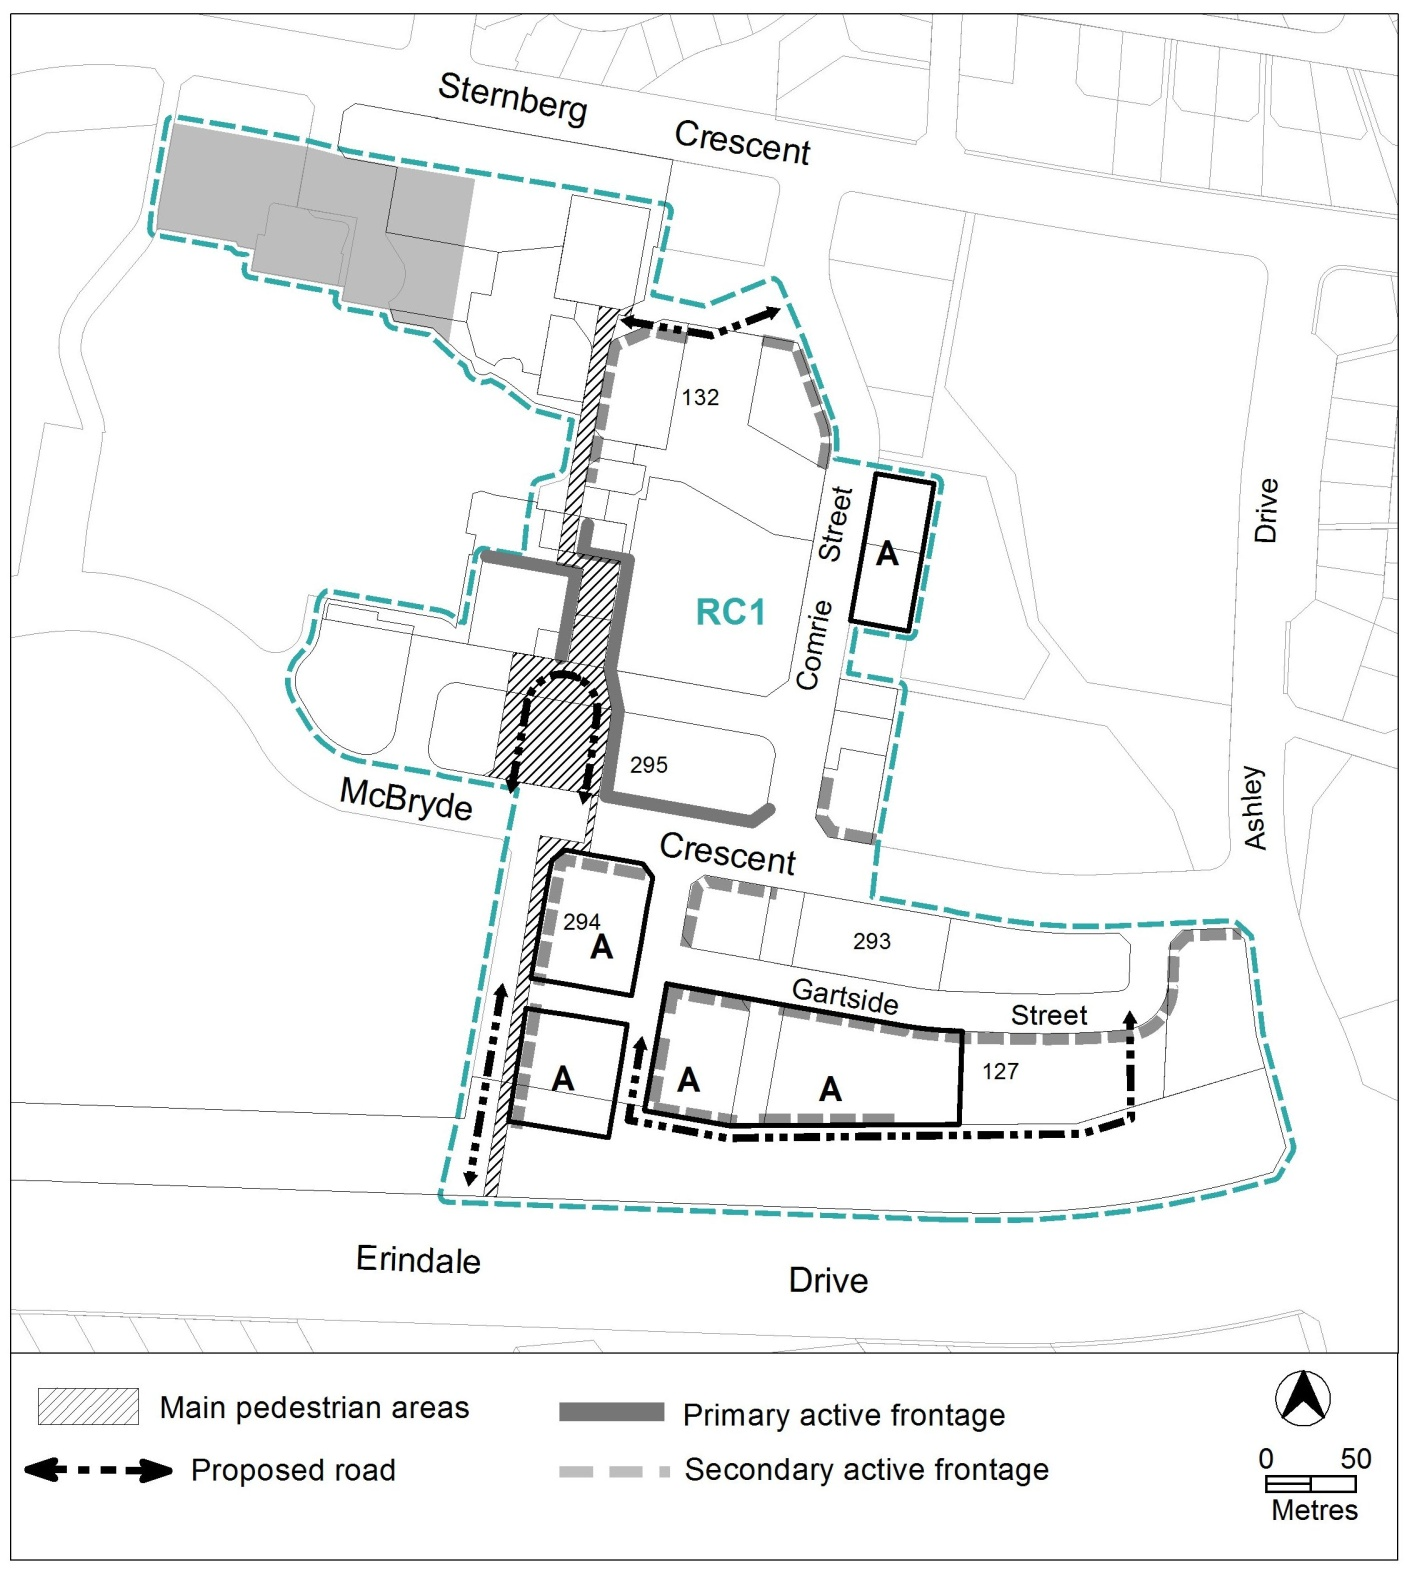 Sternberg
Crescent
132
Street
Drive
A
RC1
Comrie
295
McBryde
Ashley
Crescent
294
A
293
Gartside
Street
A
A
A
127
Erindale
Drive
Main pedestrian areas
Primary active frontage
Proposed road
Secondary active frontage
0 50
Metres